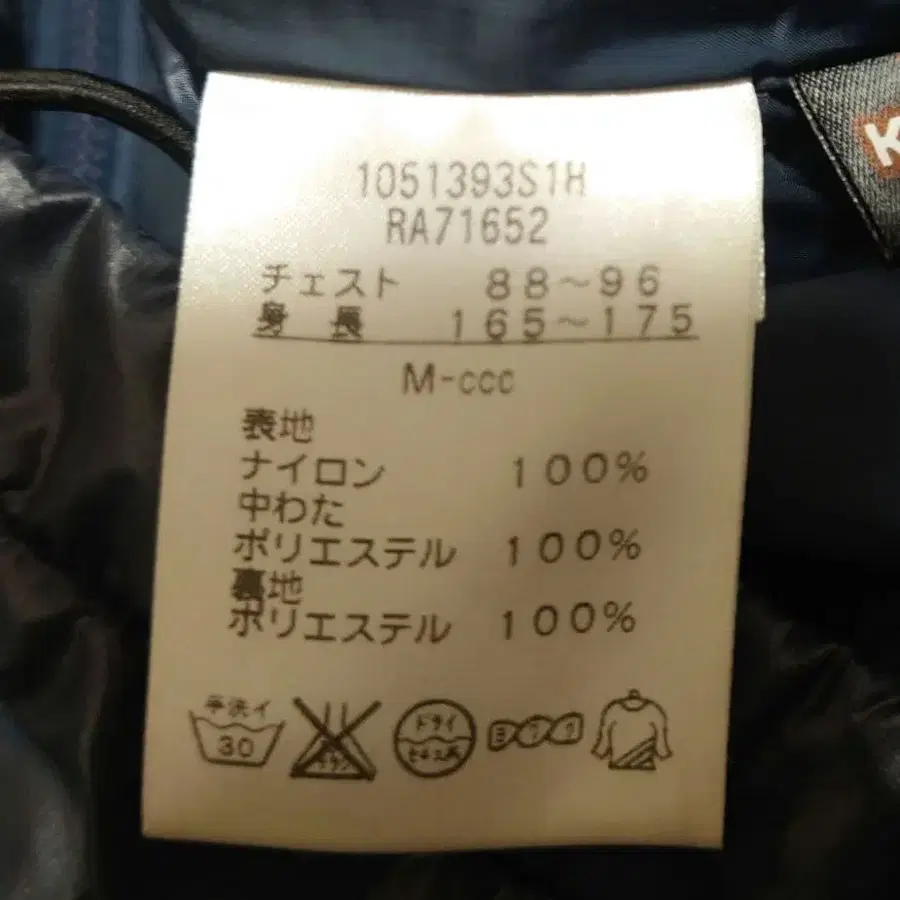 1051393S1H
RA71652
チェスト 88~96
身 長 165~175
M-ccc
表地
ナイロン 100%
中わた
ポリエステル 100%
裏地
ポリエステル 100%
手洗イ
30
ドライ
K